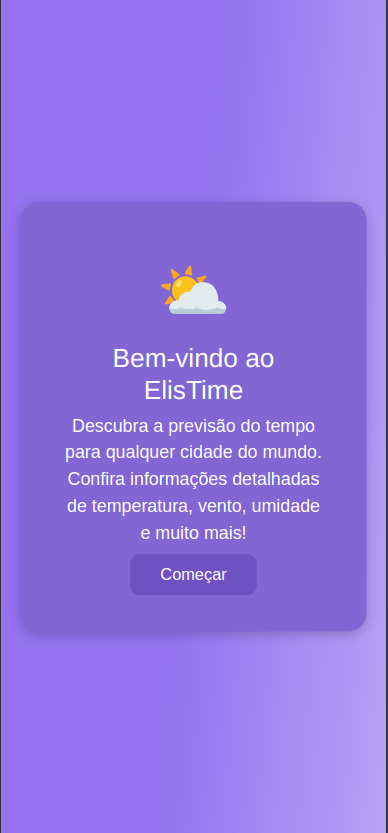 Bem-vindo ao
ElisTime
Descubra a previsão do tempo
para qualquer cidade do mundo.
Confira informações detalhadas
de temperatura, vento, umidade
e muito mais!
Começar